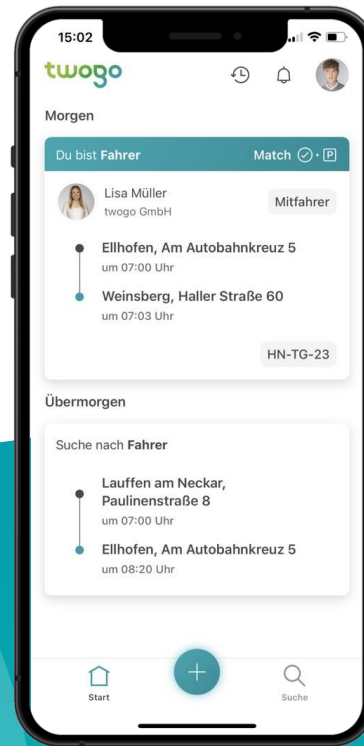 15:02
twogo
Morgen
Du bist Fahrer
Match
P
Lisa Müller
twogo GmbH
Mitfahrer
Ellhofen, Am Autobahnkreuz 5
um 07:00 Uhr
Weinsberg, Haller Straße 60
um 07:03 Uhr
HN-TG-23
Übermorgen
Suche nach Fahrer
Lauffen am Neckar,
Paulinenstraße 8
um 07:00 Uhr
Ellhofen, Am Autobahnkreuz 5
um 08:20 Uhr
Start
Suche